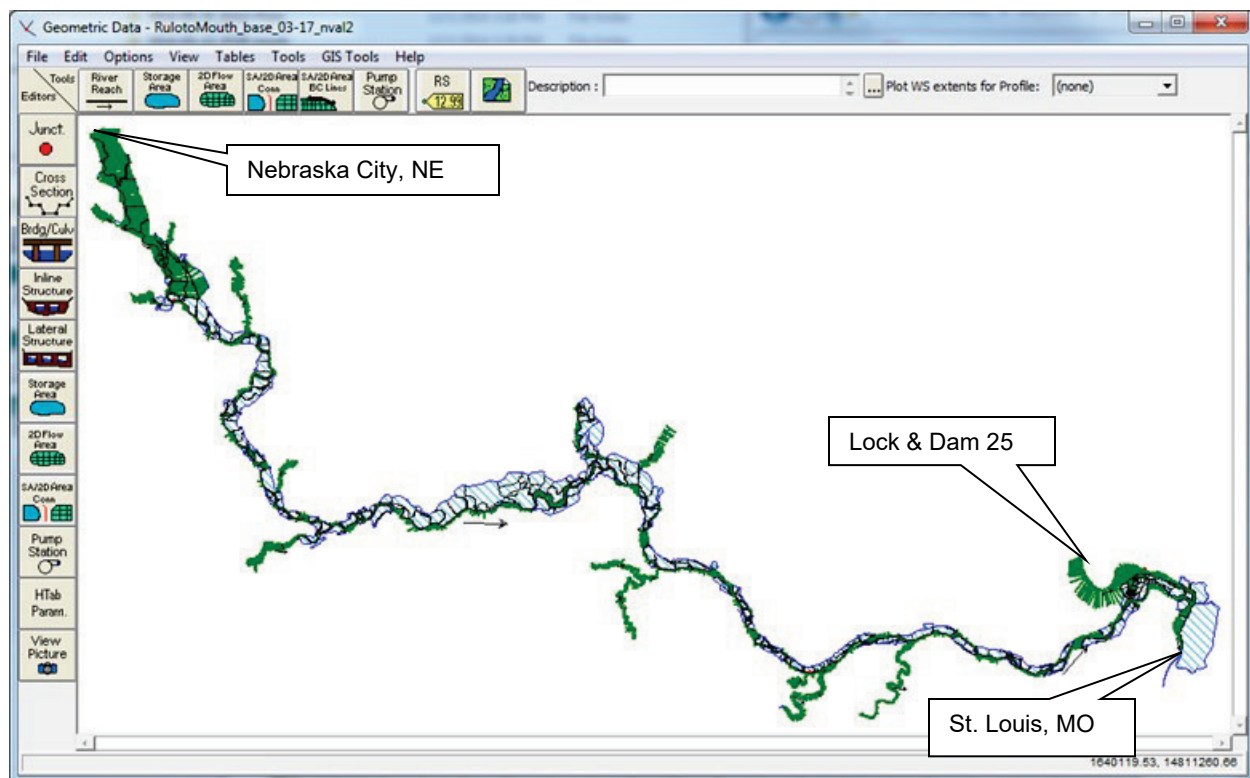 Geometric Data - RulotoMouth_base_03-17_nval2
File Edit Options View Tables Tools GIS Tools Help
Tools
Editors
River
Reach
Storage
Area
2D Flow
Area
SA/2D Area
Conn
SA/2D Area
BC Lines
Pump
Station
RS
12.99
Description :
...
Plot WS extents for Profile:
(none)
Junct.
Cross
Section
Brdg/Culv
Inline
Structure
Lateral
Structure
Storage
Area
2D Flow
Area
SA/2D Area
Conn
Pump
Station
HTab
Param.
View
Picture
Nebraska City, NE
Lock & Dam 25
St. Louis, MO
1640119.53, 14811260.66